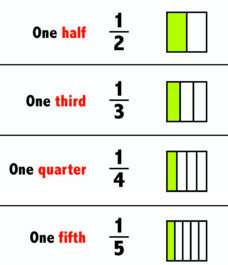 One half 1/2
One third 1/3
One quarter 1/4
One fifth 1/5